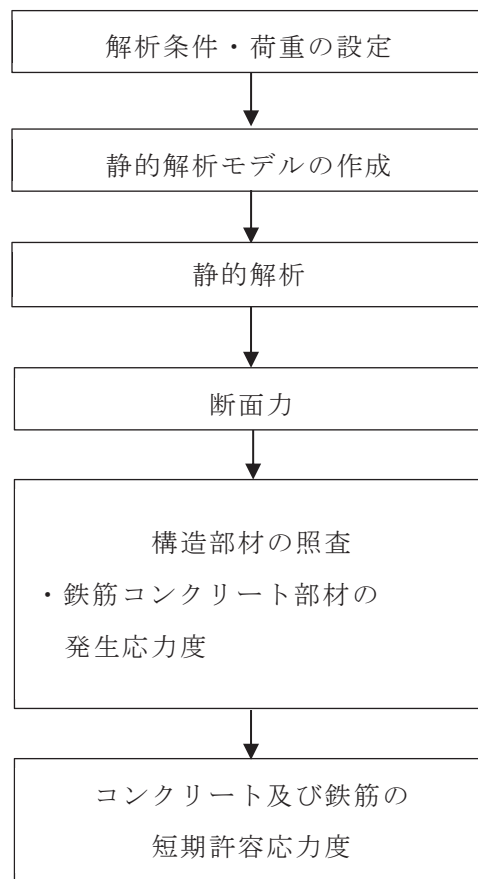 解析条件・荷重の設定
静的解析モデルの作成
静的解析
断面力
構造部材の照査
・鉄筋コンクリート部材の
発生応力度
コンクリート及び鉄筋の
短期許容応力度